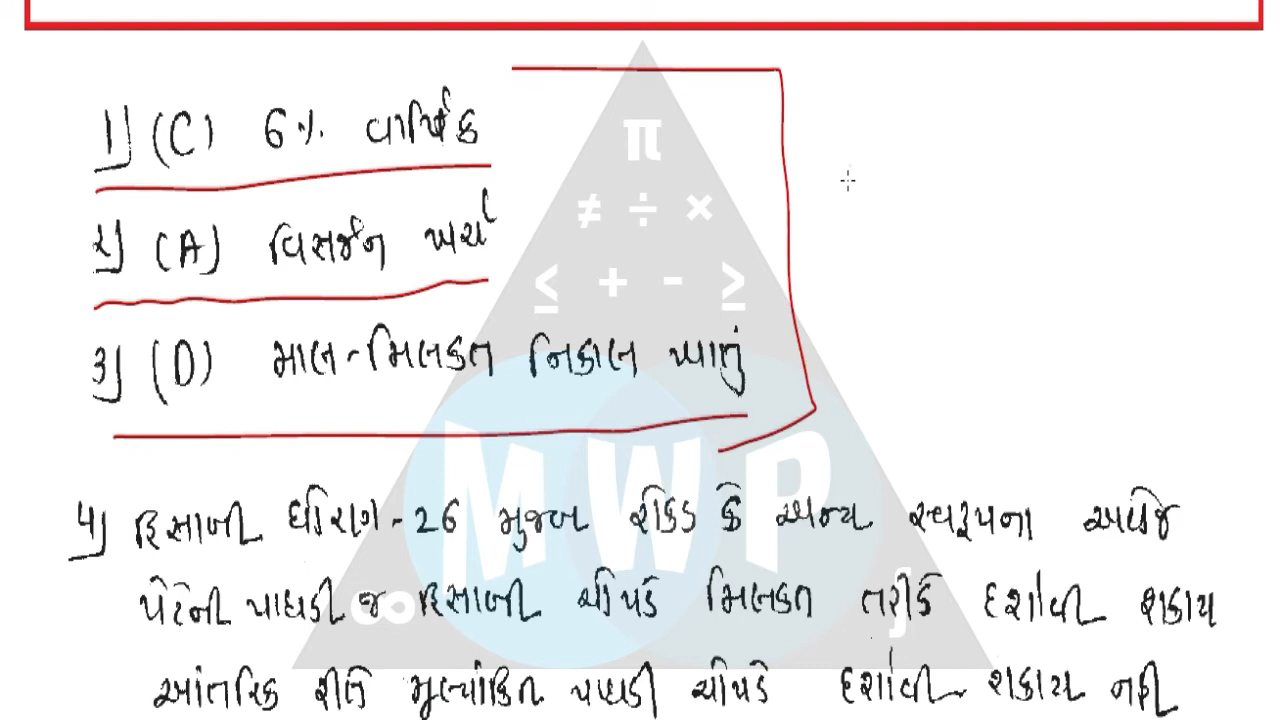 1) (C) 6% વાર્ષિક
π
≠ ÷ ×
2) (A) વિસર્જન ખર્ચ
≤ + - ≥
3) (D) માલ-મિલકત નિકાલ ખાતું
MWP
4) હિસાબી ધોરણ-26 મુજબ રોકડ કે અન્ય સ્વરૂપના અવેજ
પેટેની પાઘડી જ હિસાબી ચોપડે મિલકત તરીકે દર્શાવી શકાય
∞ ∫
આંતરિક રીતે મૂલ્યાંકિત પાઘડી ચોપડે દર્શાવી શકાય નહી